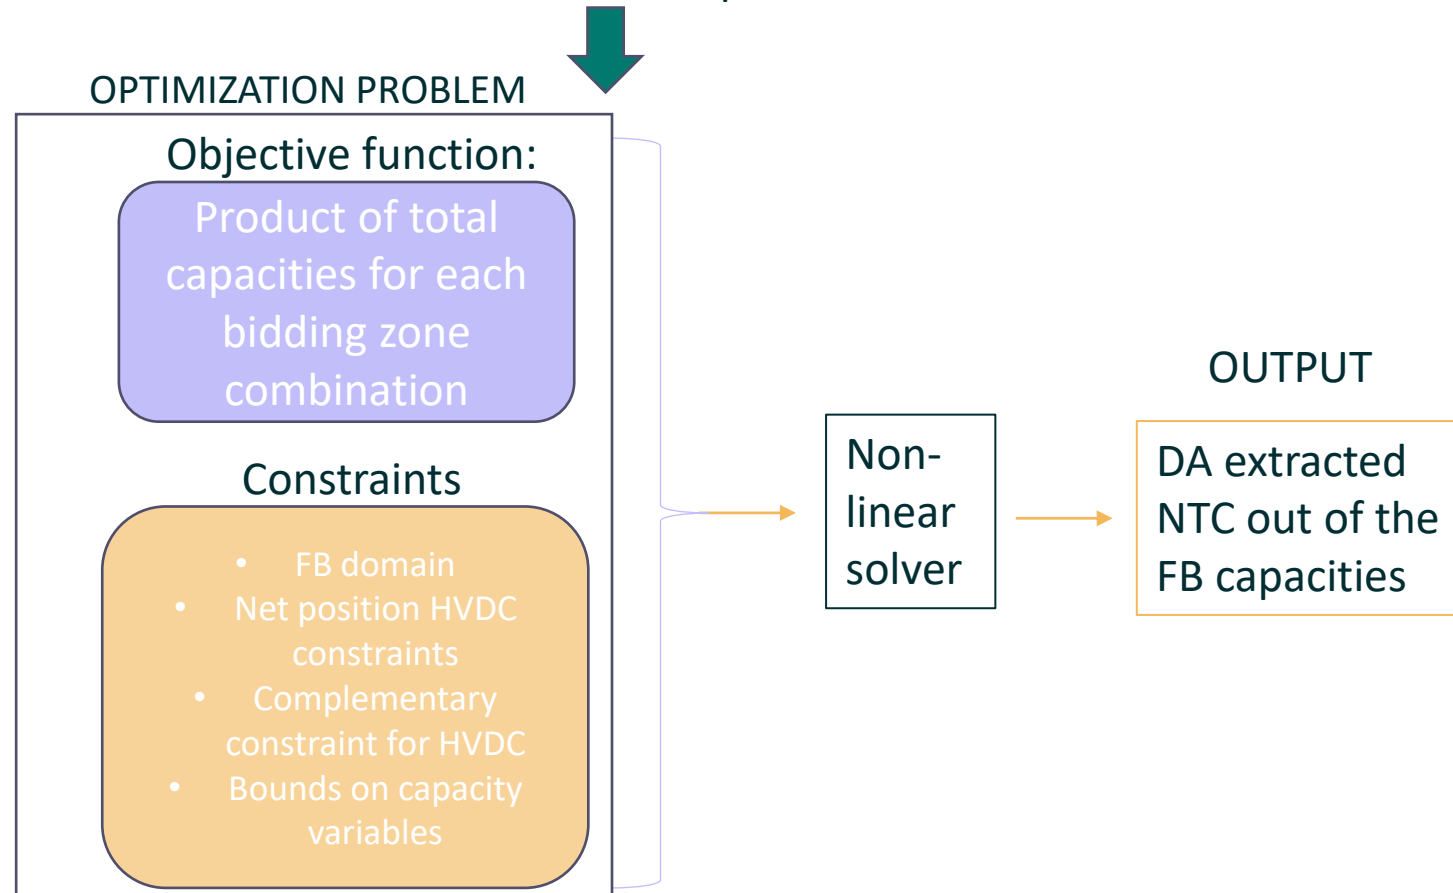 OPTIMIZATION PROBLEM
Objective function:
Product of total
capacities for each
bidding zone
combination
Constraints
• FB domain
• Net position HVDC
constraints
• Complementary
constraint for HVDC
• Bounds on capacity
variables
Non-
linear
solver
OUTPUT
DA extracted
NTC out of the
FB capacities